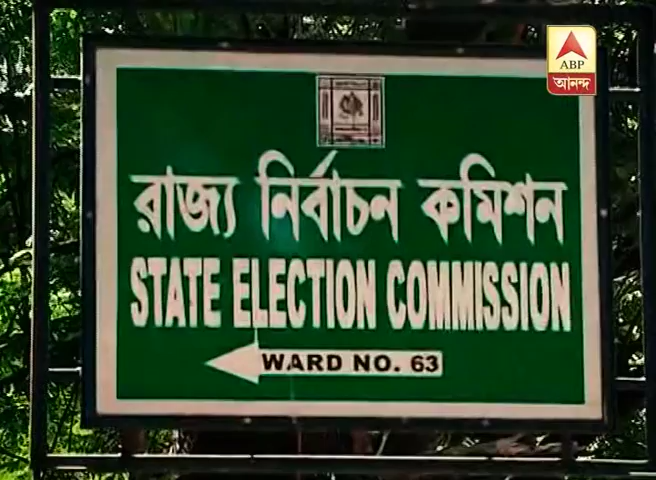 ABP
আনন্দ
রাজ্য নির্বাচন কমিশন
STATE ELECTION COMMISSION
WARD NO. 63